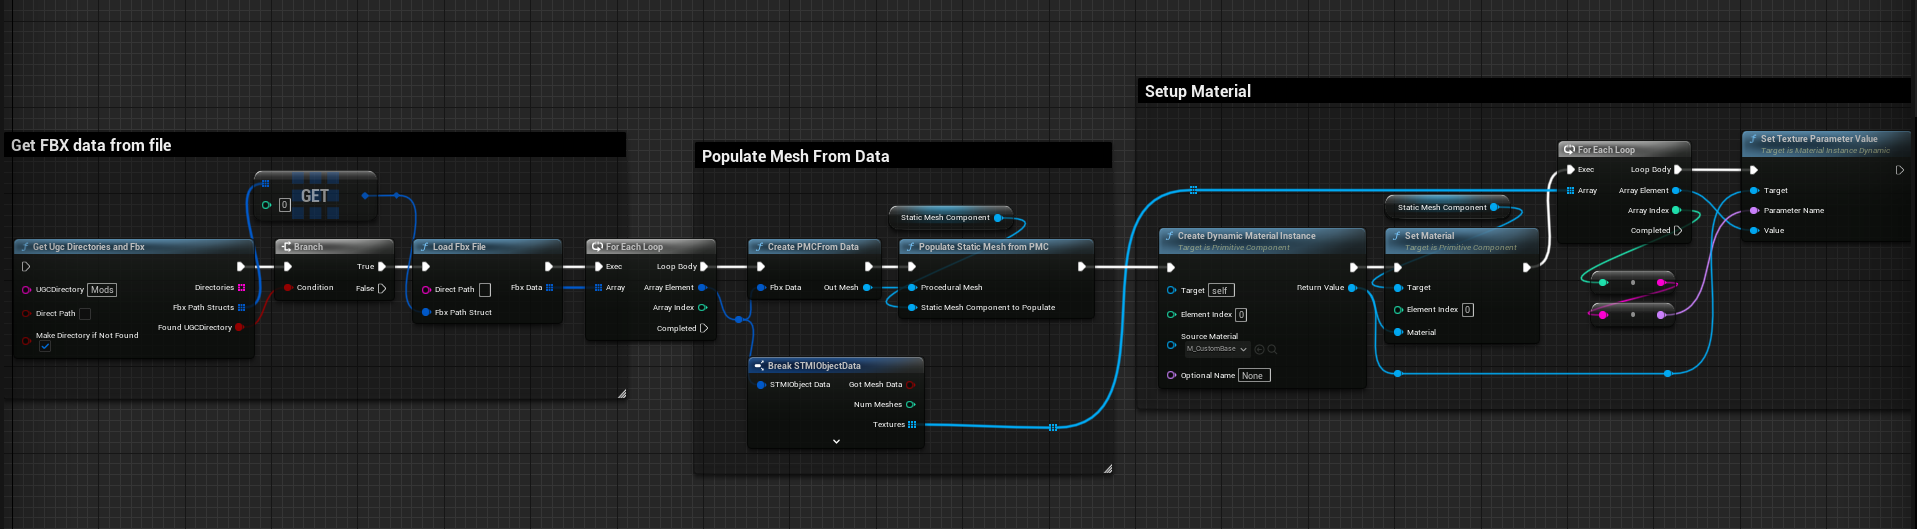 Setup Material
Get FBX data from file
Populate Mesh From Data
GET
0
Get Ugc Directories and Fbx
UGCDirectory Mods
Direct Path
Make Directory if Not Found
Directories
Fbx Path Structs
Found UGCDirectory
Branch
True
Condition
False
Load Fbx File
Direct Path
Fbx Data
Fbx Path Struct
For Each Loop
Exec
Loop Body
Array
Array Element
Array Index
Completed
Create PMCFrom Data
Fbx Data
Out Mesh
Static Mesh Component
Populate Static Mesh from PMC
Procedural Mesh
Static Mesh Component to Populate
Break STMIObjectData
STMIObject Data
Got Mesh Data
Num Meshes
Textures
Create Dynamic Material Instance
Target is Primitive Component
Target self
Return Value
Element Index 0
Source Material
M_CustomBase
Optional Name None
Static Mesh Component
Set Material
Target is Primitive Component
Target
Element Index 0
Material
For Each Loop
Exec
Loop Body
Array
Array Element
Array Index
Completed
Set Texture Parameter Value
Target is Material Instance Dynamic
Target
Parameter Name
Value